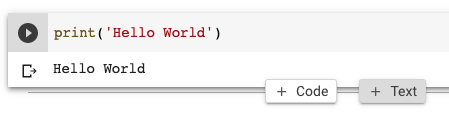 print('Hello World')
Hello World
+ Code
+ Text